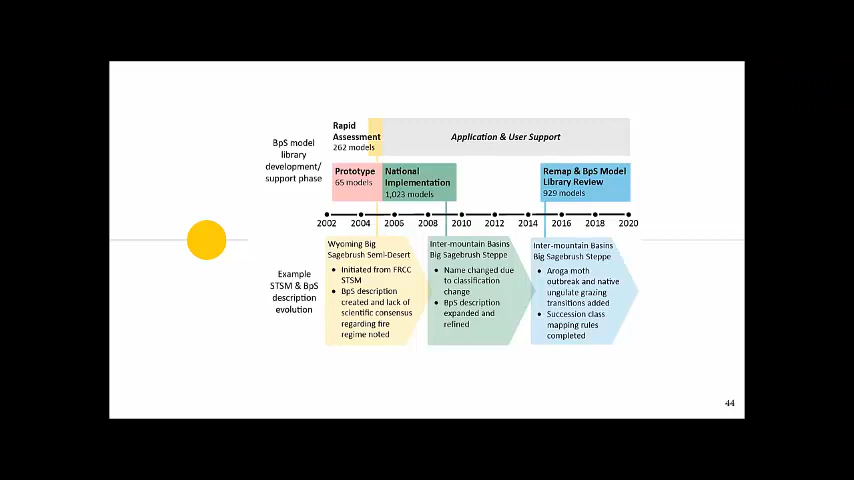 Rapid
Assessment
262 models
Application & User Support
BpS model
library
development/
support phase
Prototype
65 models
National
Implementation
1,023 models
Remap & BpS Model
Library Review
929 models
2002 2004 2006 2008 2010 2012 2014 2016 2018 2020
Example
STSM & BpS
description
evolution
Wyoming Big
Sagebrush Semi-Desert
• Initiated from FRCC
STSM
• BpS description
created and lack of
scientific consensus
regarding fire
regime noted
Inter-mountain Basins
Big Sagebrush Steppe
• Name changed due
to classification
change
• BpS description
expanded and
refined
Inter-mountain Basins
Big Sagebrush Steppe
• Aroga moth
outbreak and native
ungulate grazing
transitions added
• Succession class
mapping rules
completed
44